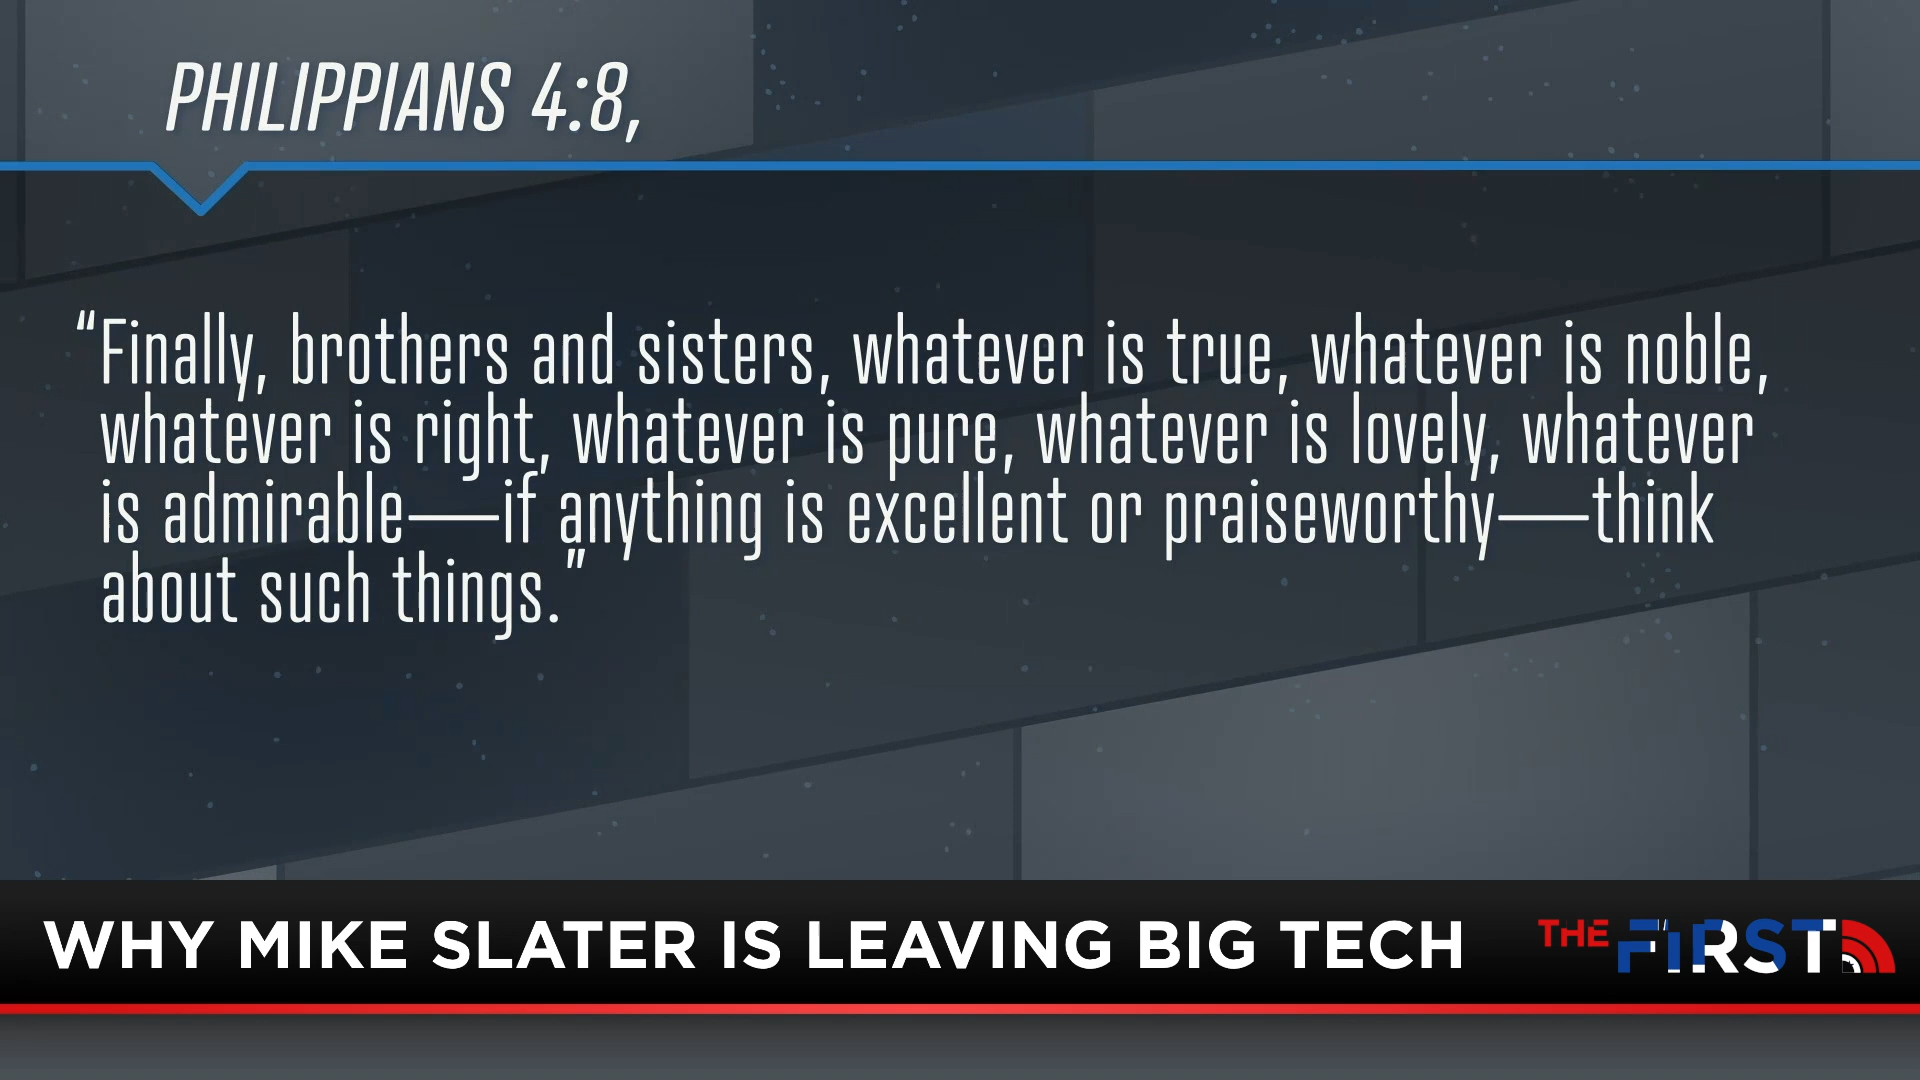 PHILIPPIANS 4:8,
“Finally, brothers and sisters, whatever is true, whatever is noble,
whatever is right, whatever is pure, whatever is lovely, whatever
is admirable—if anything is excellent or praiseworthy—think
about such things.”
WHY MIKE SLATER IS LEAVING BIG TECH
THE FIRST